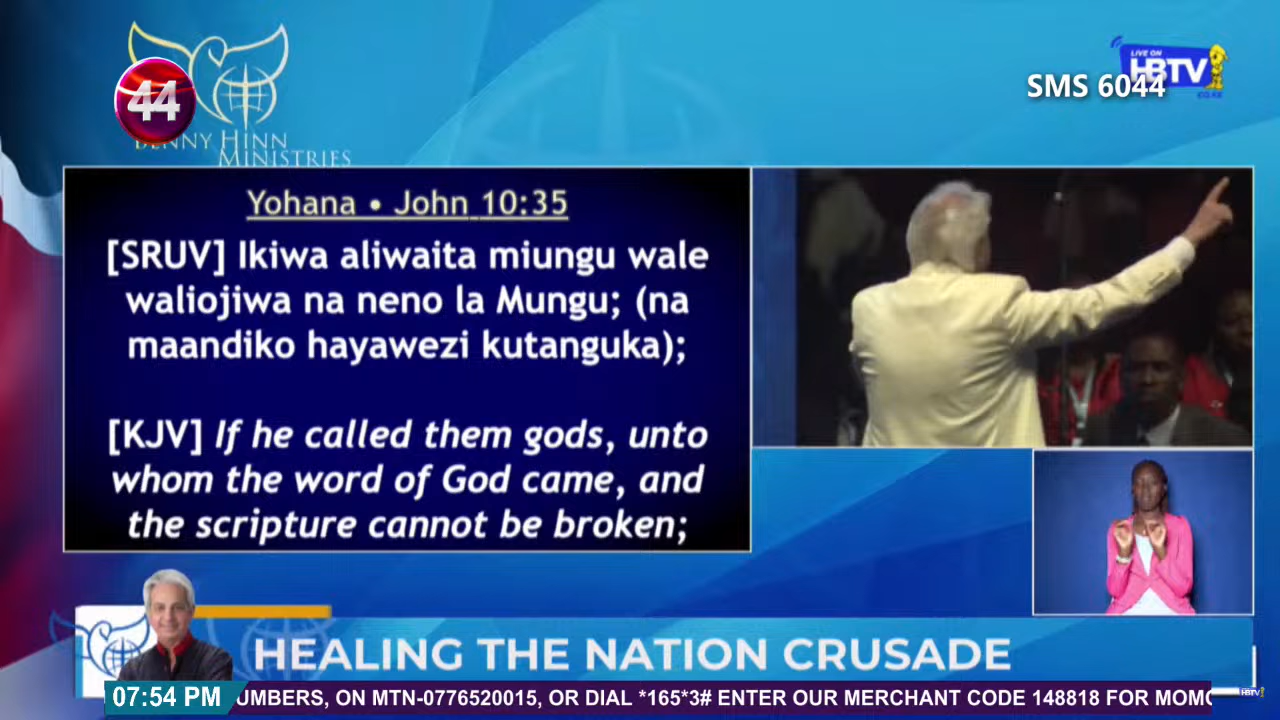 44
BENNY HINN
MINISTRIES
SMS 6044
LIVE ON
HBTV
Yohana • John 10:35
[SRUV] Ikiwa aliwaita miungu wale
waliojiwa na neno la Mungu; (na
maandiko hayawezi kutanguka);
[KJV] If he called them gods, unto
whom the word of God came, and
the scripture cannot be broken;
HEALING THE NATION CRUSADE
07:54 PM
UMBERS, ON MTN-0776520015, OR DIAL *165*3# ENTER OUR MERCHANT CODE 148818 FOR MOMO
HBTV